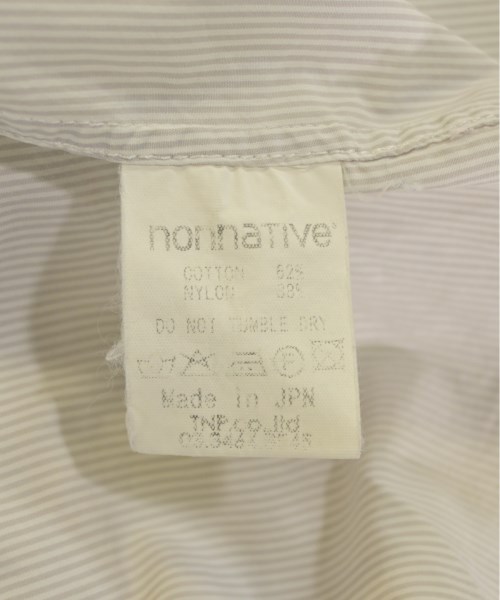 nonnative
COTTON 62%
NYLON 38%
DO NOT TUMBLE DRY
Made in JPN
TNP.co.,ltd